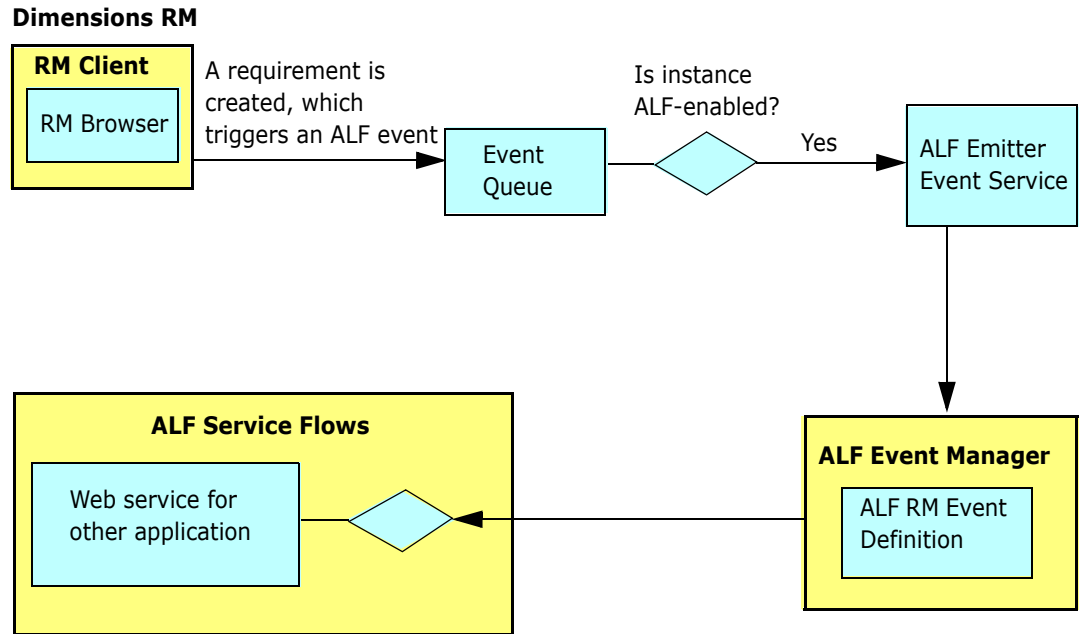 Dimensions RM
RM Client
RM Browser
A requirement is
created, which
triggers an ALF event
Event
Queue
Is instance
ALF-enabled?
Yes
ALF Emitter
Event Service
ALF Service Flows
Web service for
other application
ALF Event Manager
ALF RM Event
Definition